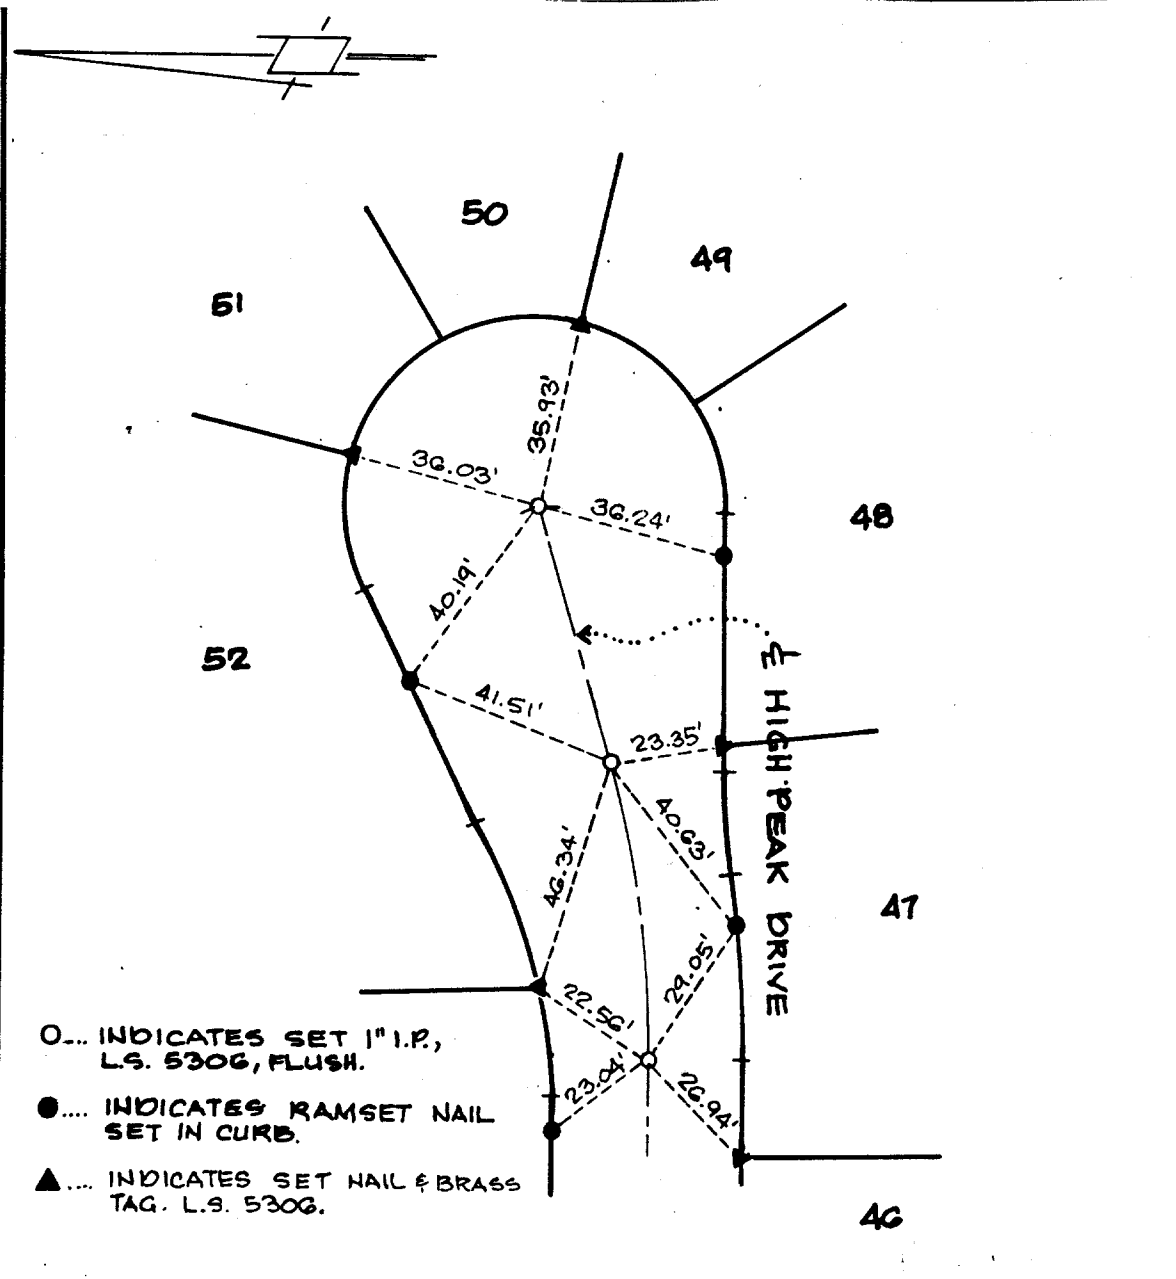 50
49
51
35.93'
36.03'
36.24'
48
40.19'
52
41.51'
23.35'
℄ HIGH PEAK DRIVE
40.63'
46.34'
47
29.05'
22.56'
23.04'
26.94'
O... INDICATES SET 1" I.P.,
L.S. 5306, FLUSH.
●.... INDICATES RAMSET NAIL
SET IN CURB.
▲.... INDICATES SET NAIL & BRASS
TAG. L.S. 5306.
46